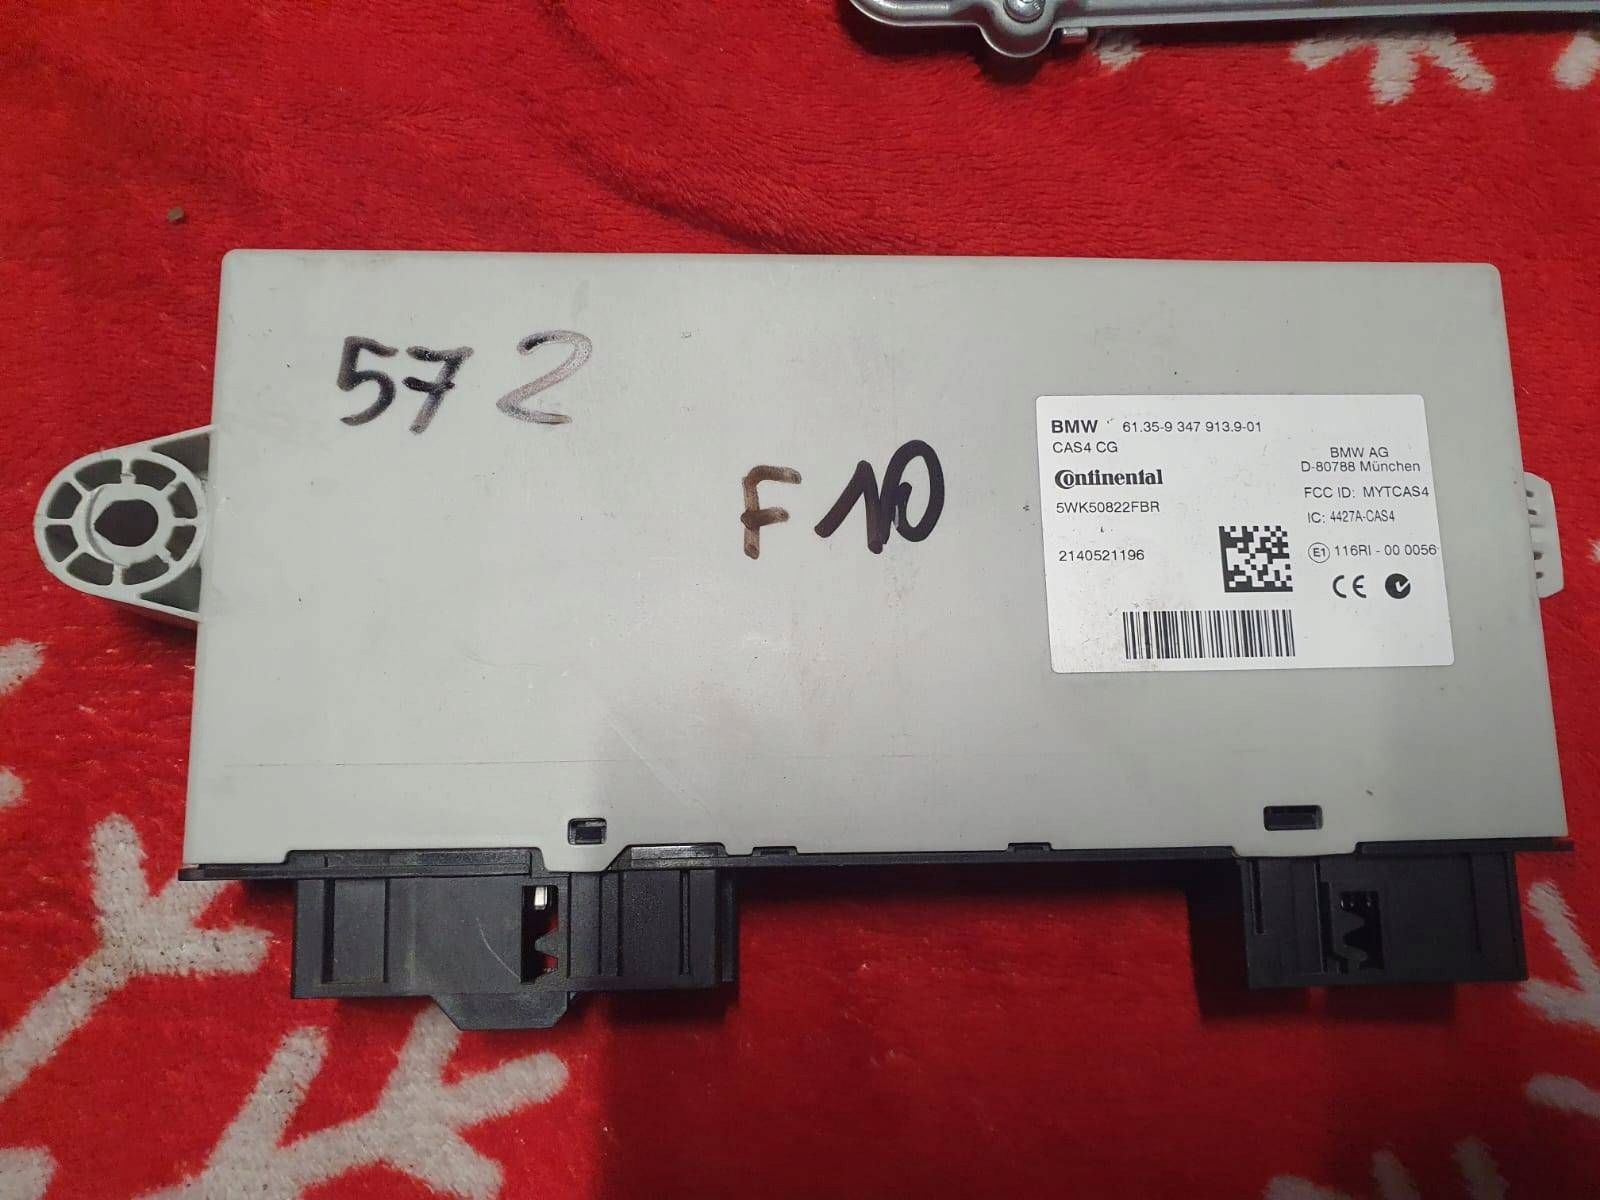 57 2
F 10
BMW 61.35-9 347 913.9-01
CAS4 CG
BMW AG
D-80788 München
Continental
FCC ID: MYTCAS4
5WK50822FBR
IC: 4427A-CAS4
2140521196
E1 116RI - 00 0056
CE